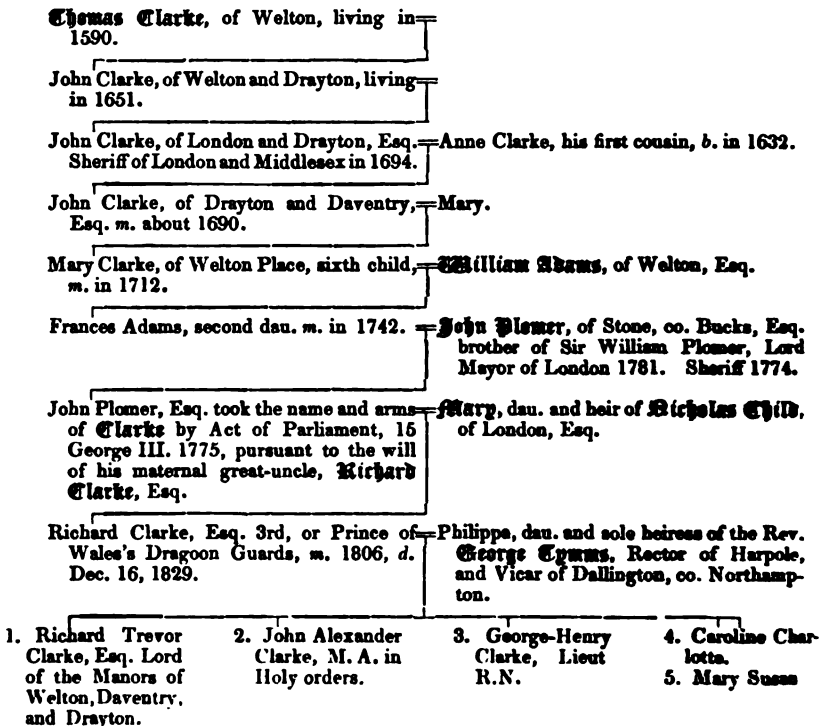 Thomas Clarke, of Welton, living in
1590.
John Clarke, of Welton and Drayton, living
in 1651.
John Clarke, of London and Drayton, Esq. Anne Clarke, his first cousin, b. in 1632.
Sheriff of London and Middlesex in 1694.
John Clarke, of Drayton and Daventry, Mary.
Esq. m. about 1690.
Mary Clarke, of Welton Place, sixth child, William Adams, of Welton, Esq.
m. in 1712.
Frances Adams, second dau. m. in 1742. John Plomer, of Stone, co. Bucks, Esq.
brother of Sir William Plomer, Lord
Mayor of London 1781. Sheriff 1774.
John Plomer, Esq. took the name and arms
of Clarke by Act of Parliament, 15
George III. 1775, pursuant to the will
of his maternal great-uncle, Richard
Clarke, Esq.
Mary, dau. and heir of Nicholas Child,
of London, Esq.
Richard Clarke, Esq. 3rd, or Prince of
Wales's Dragoon Guards, m. 1806, d.
Dec. 16, 1829.
Philippa, dau. and sole heiress of the Rev.
George Tymms, Rector of Harpole,
and Vicar of Dallington, co. Northamp-
ton.
1. Richard Trevor
Clarke, Esq. Lord
of the Manors of
Welton, Daventry,
and Drayton.
2. John Alexander
Clarke, M. A. in
Holy orders.
3. George-Henry
Clarke, Lieut
R.N.
4. Caroline Char-
lotta.
5. Mary Susan